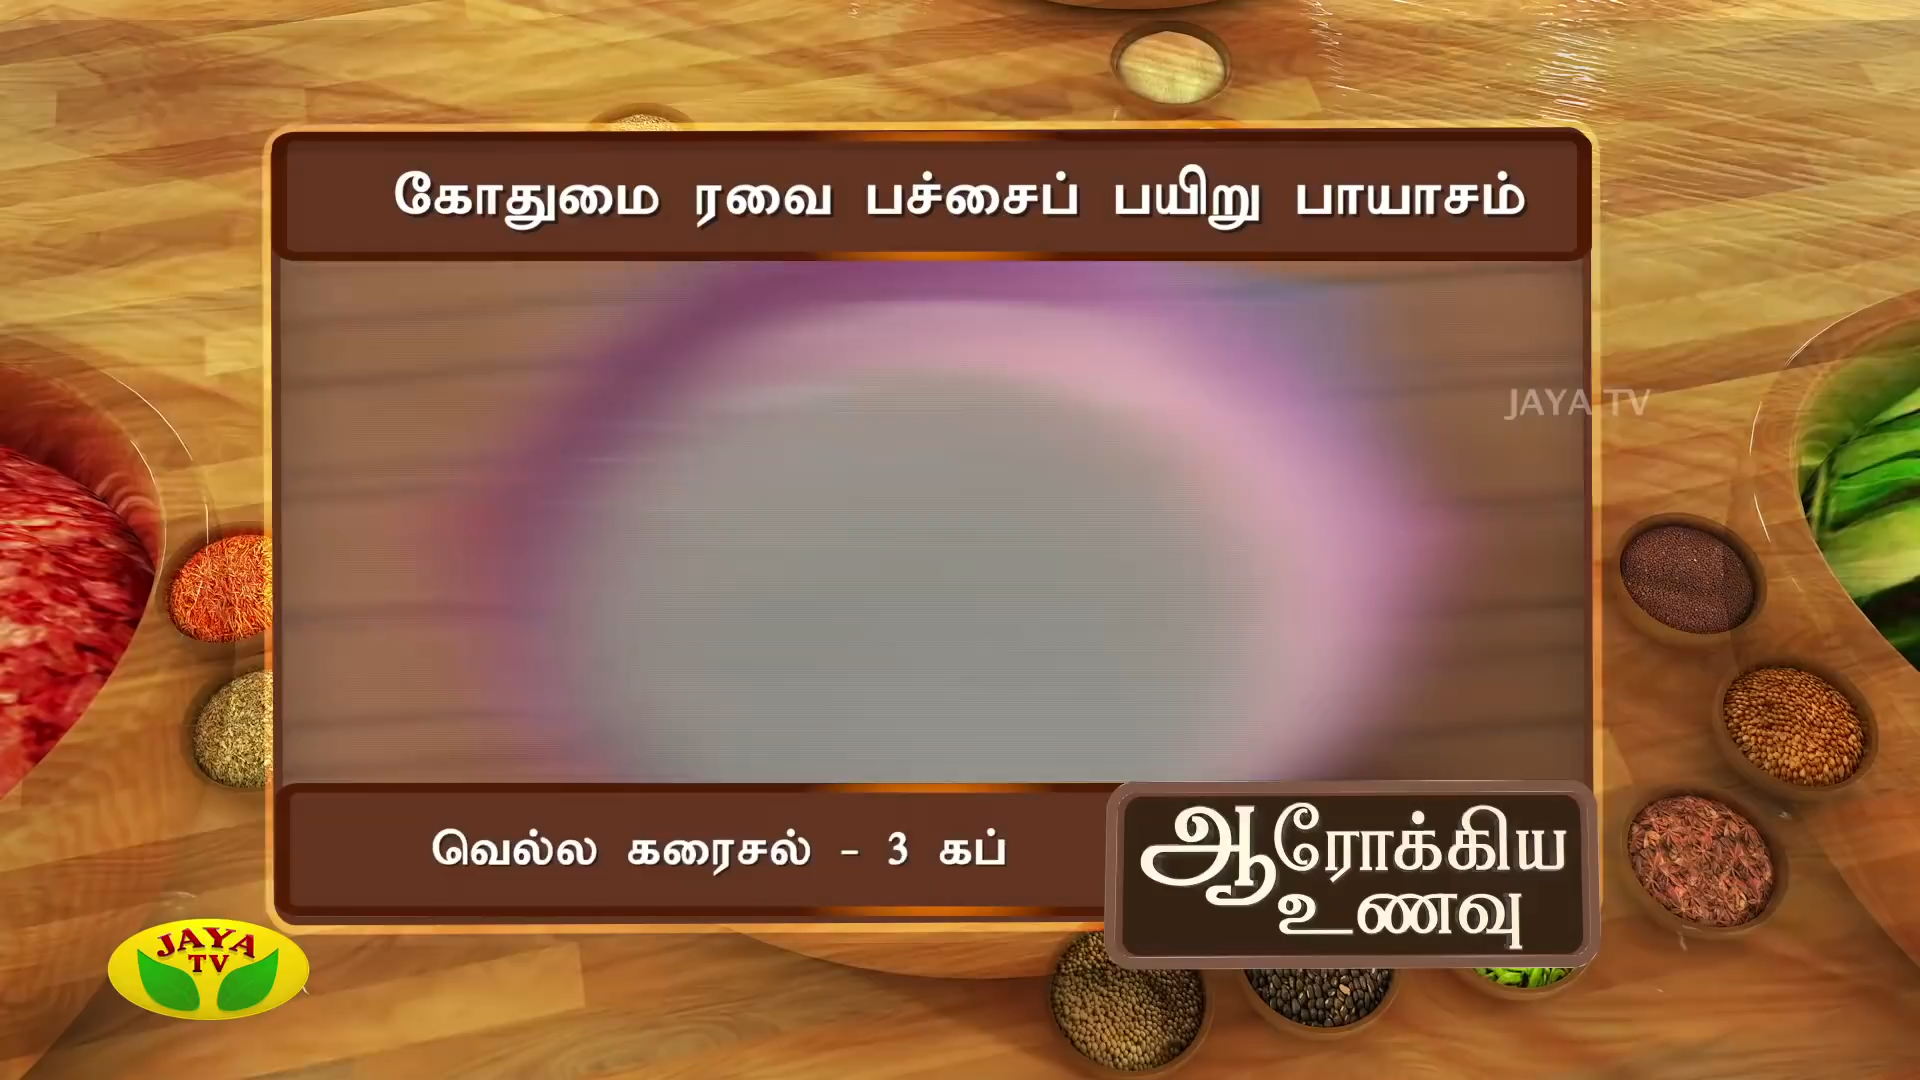 கோதுமை ரவை பச்சைப் பயிறு பாயாசம்
JAYA TV
வெல்ல கரைசல் - 3 கப்
ஆரோக்கிய
உணவு
JAYA
TV